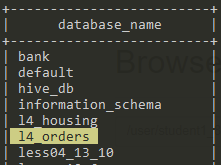 +--------------------+
| database_name
+--------------------+
| bank
| default
| hive_db
| information_schema
| l4_housing
| l4_orders
| less04_13_10